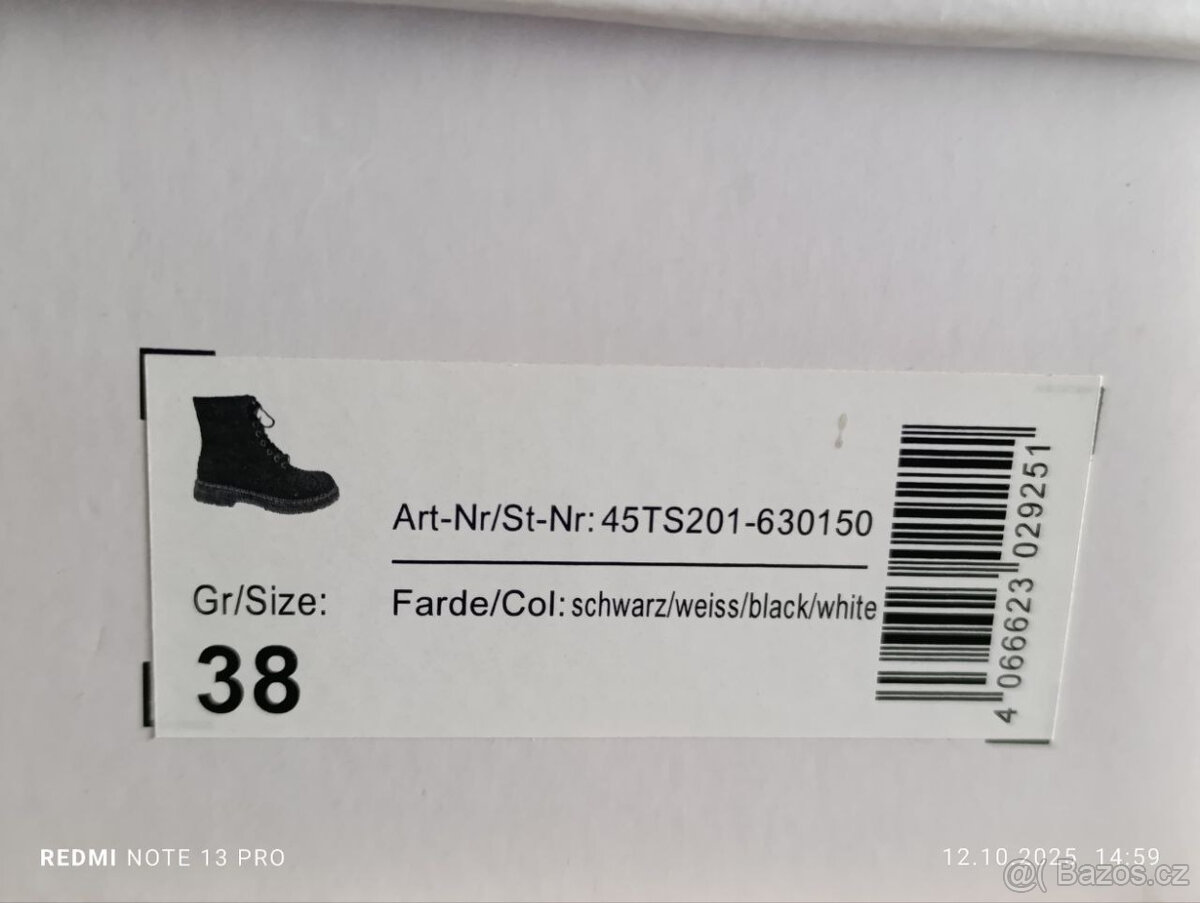 Art-Nr/St-Nr: 45TS201-630150
Gr/Size:
Farde/Col: schwarz/weiss/black/white
38
4 066623 029251
REDMI NOTE 13 PRO
12.10.2025 14:59
@( Bazos.cz